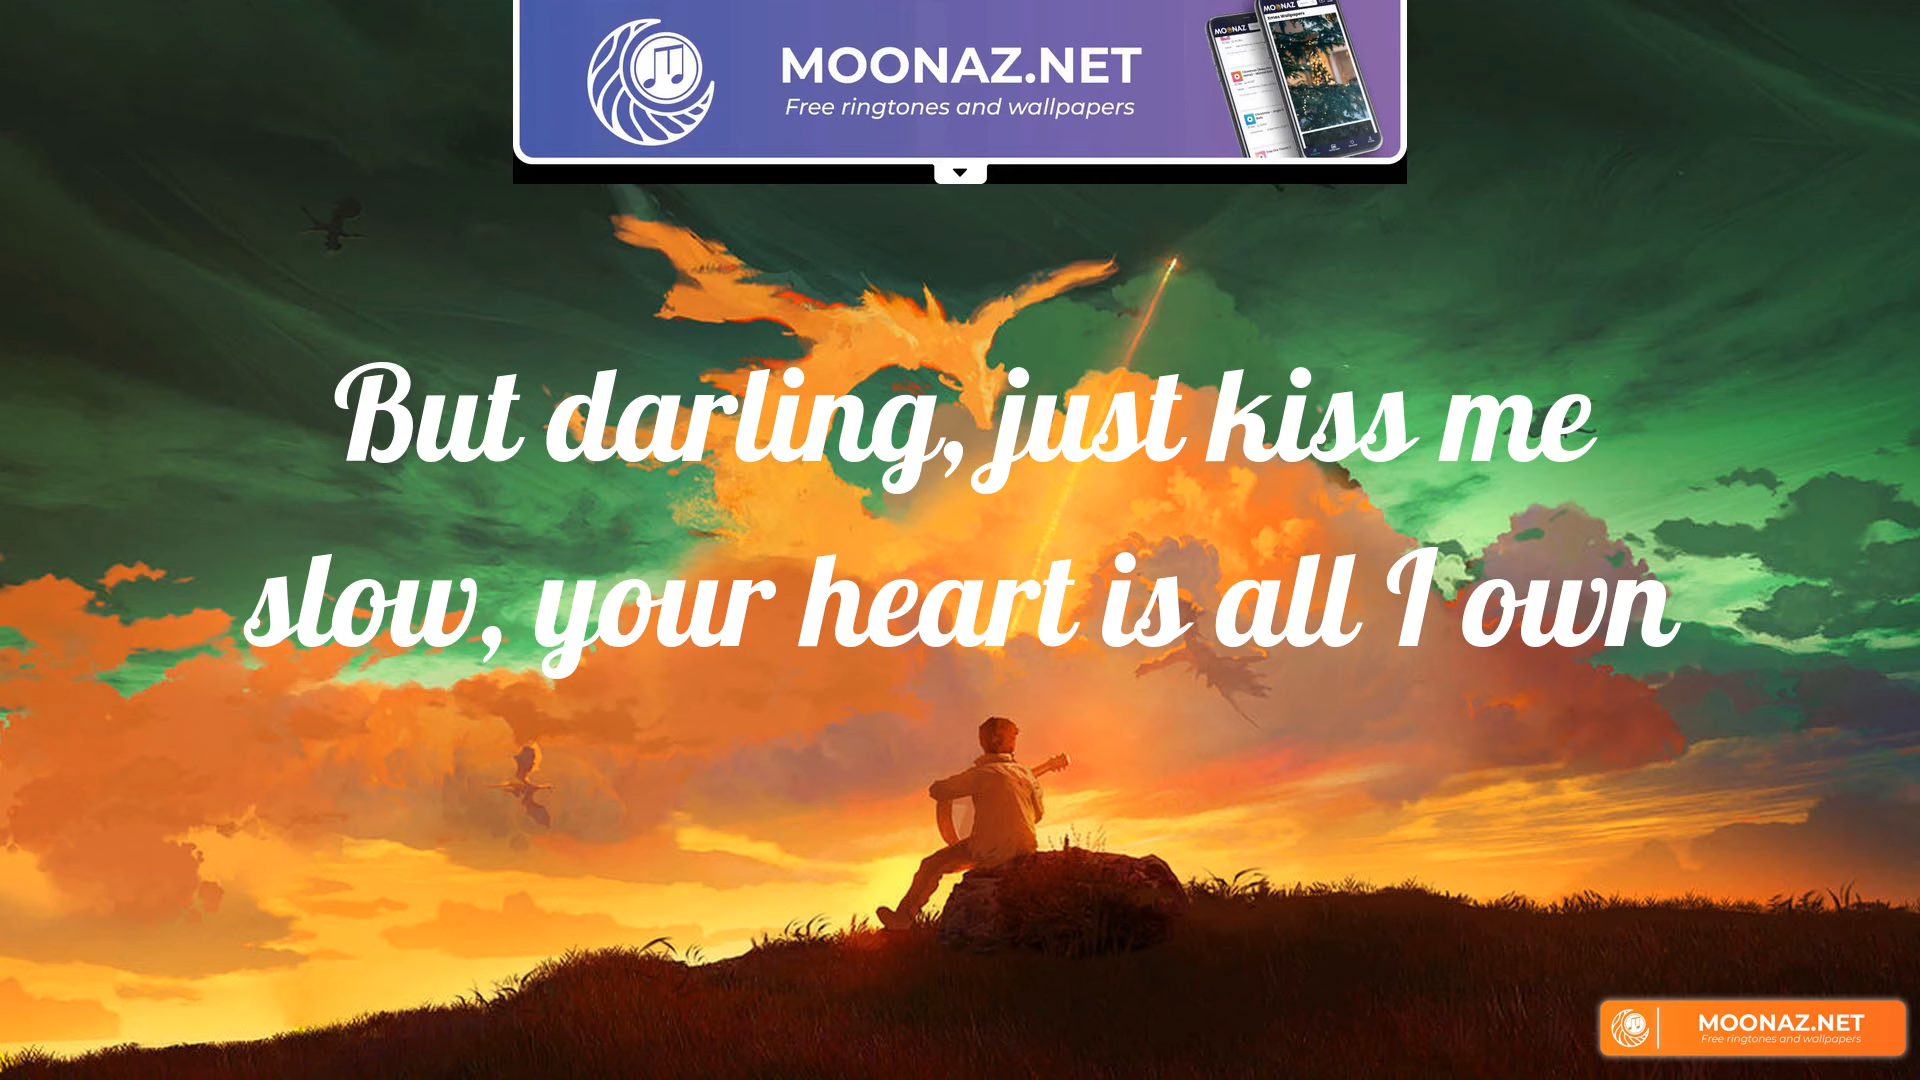 MOONAZ.NET
Free ringtones and wallpapers
But darling, just kiss me
slow, your heart is all I own
MOONAZ.NET
Free ringtones and wallpapers